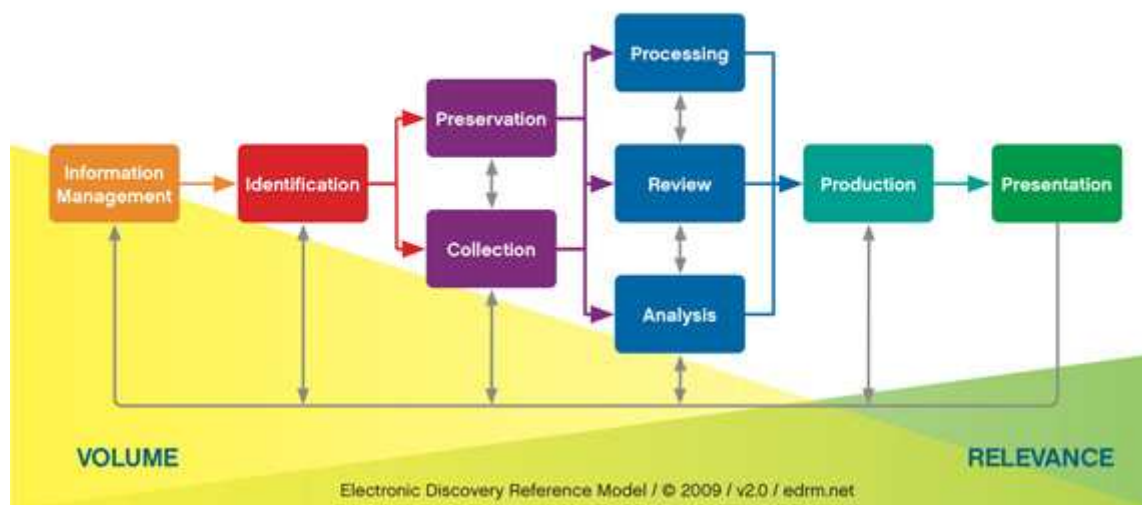 Processing
Preservation
Information
Management
Identification
Review
Production
Presentation
Collection
Analysis
VOLUME
RELEVANCE
Electronic Discovery Reference Model / © 2009 / v2.0 / edrm.net